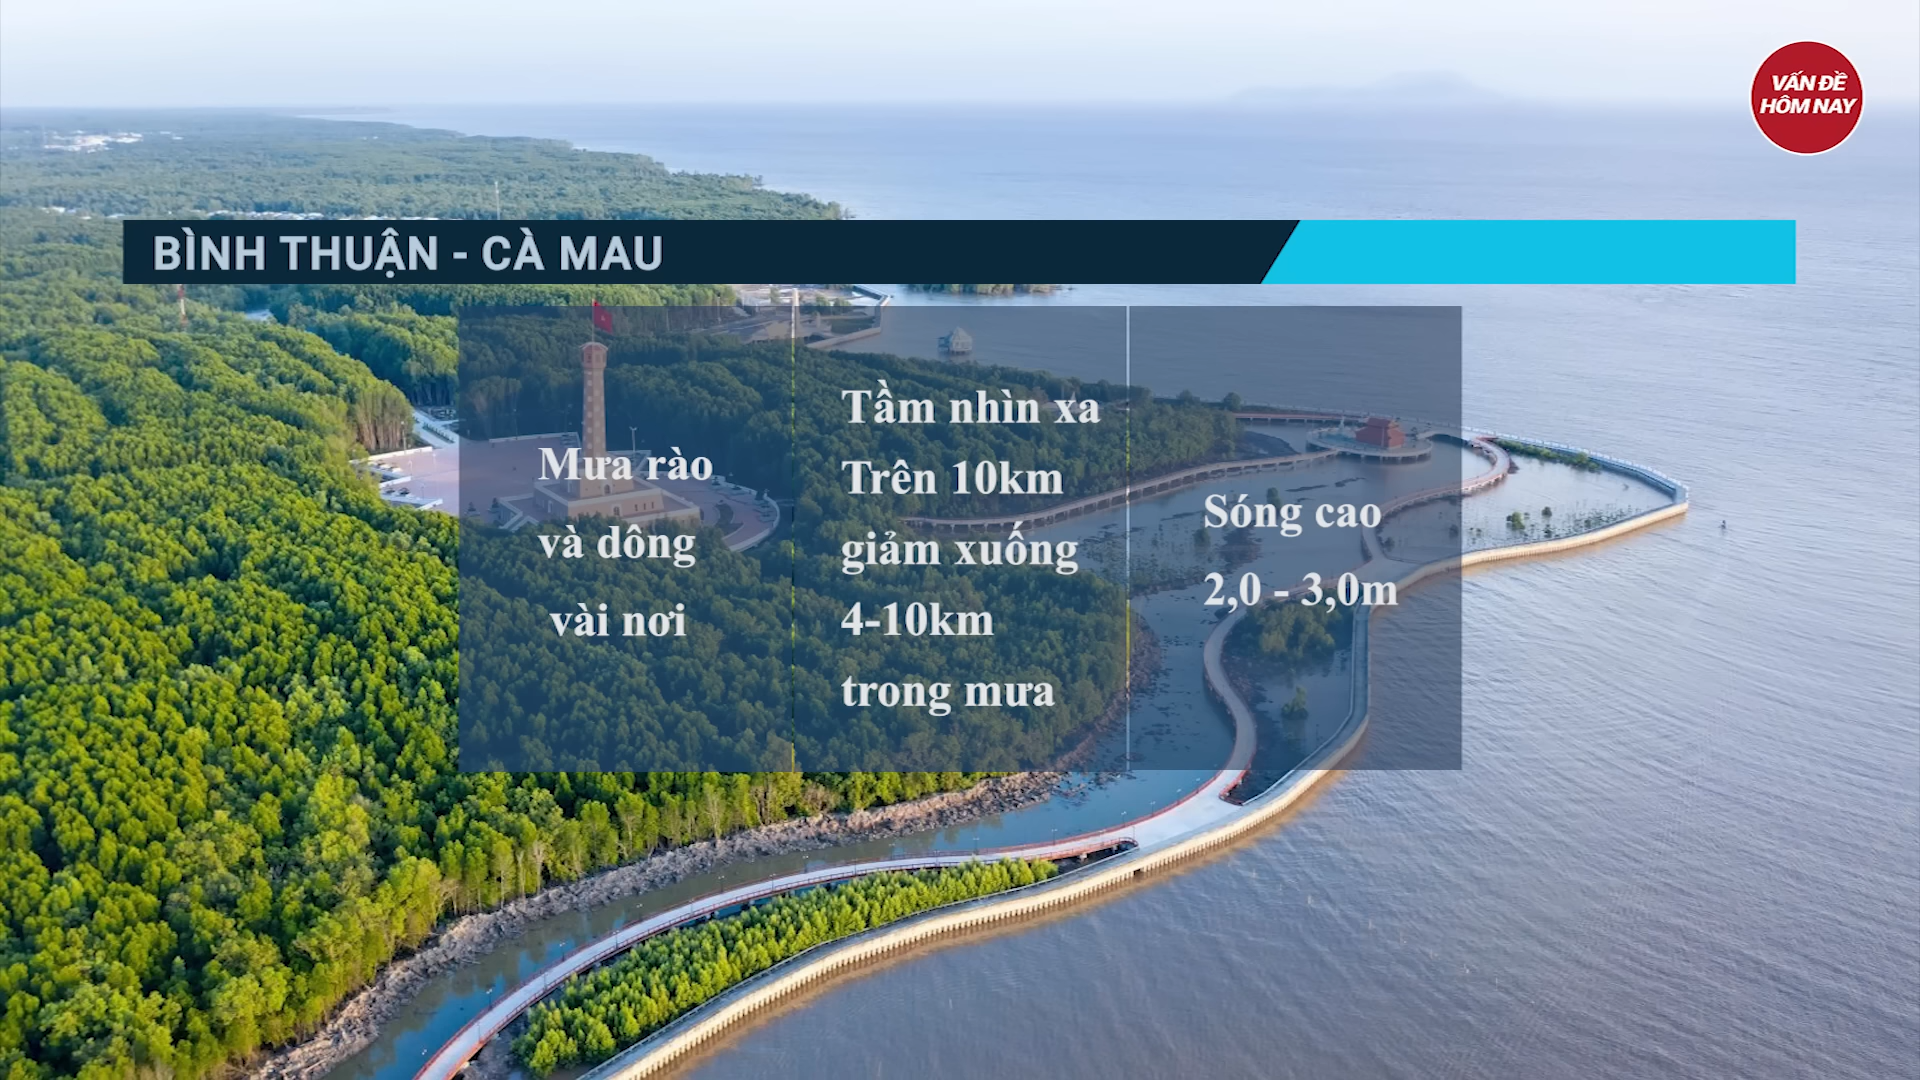 VẤN ĐỀ
HÔM NAY
BÌNH THUẬN - CÀ MAU
Mưa rào
và dông
vài nơi
Tầm nhìn xa
Trên 10km
giảm xuống
4-10km
trong mưa
Sóng cao
2,0 - 3,0m